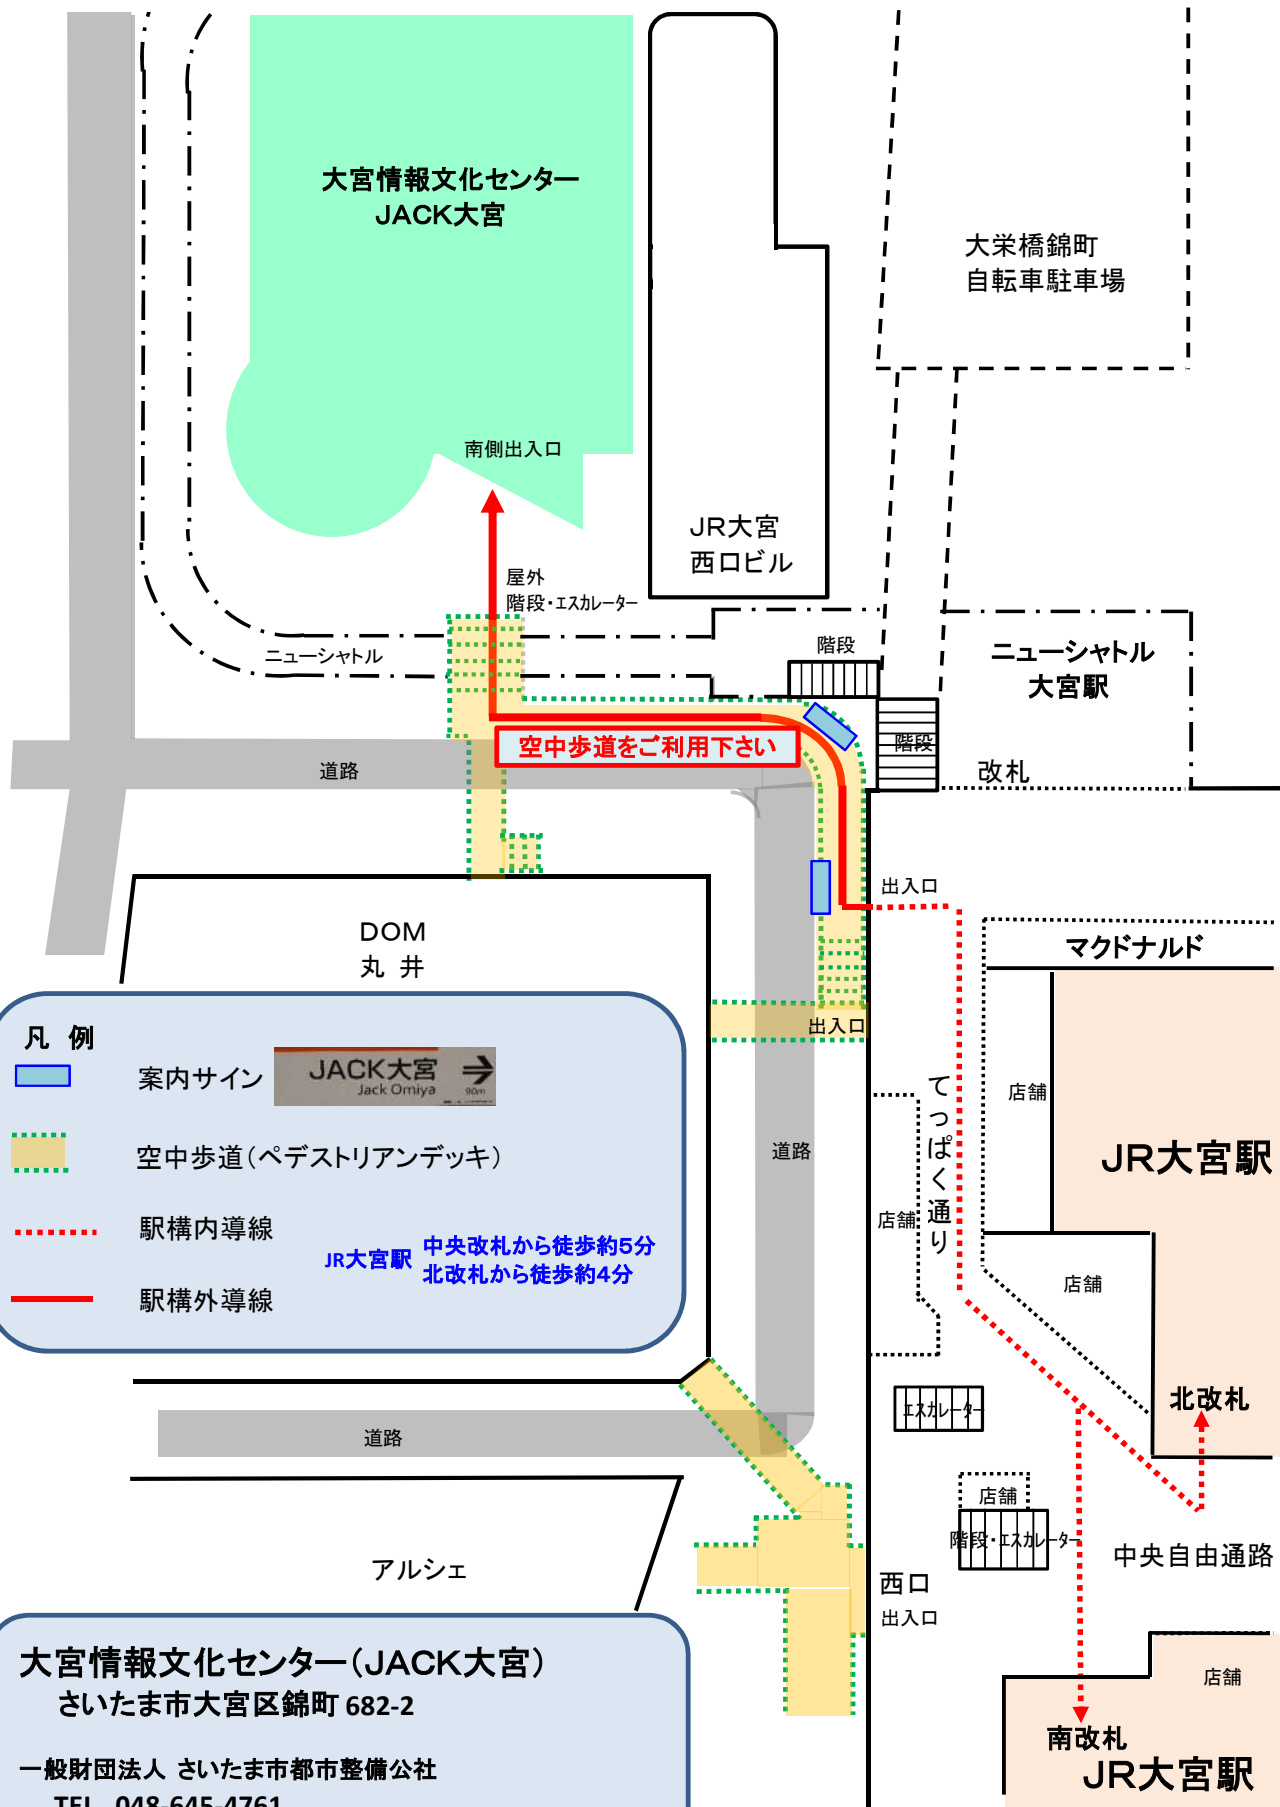 大宮情報文化センター
JACK大宮
大栄橋錦町
自転車駐車場
南側出入口
JR大宮
西口ビル
屋外
階段・エスカレーター
ニューシャトル
階段
ニューシャトル
大宮駅
空中歩道をご利用下さい
階段
道路
改札
出入口
DOM
丸 井
マクドナルド
出入口
凡 例
案内サイン
JACK大宮
Jack Omiya
90m
空中歩道(ペデストリアンデッキ)
駅構内導線
駅構外導線
JR大宮駅
中央改札から徒歩約5分
北改札から徒歩約4分
道路
店舗
てっぱく通り
店舗
JR大宮駅
店舗
北改札
エスカレーター
道路
店舗
階段・エスカレーター
中央自由通路
アルシェ
西口
出入口
店舗
南改札
JR大宮駅
大宮情報文化センター(JACK大宮)
さいたま市大宮区錦町 682-2
一般財団法人 さいたま市都市整備公社
TEL 048-645-4761